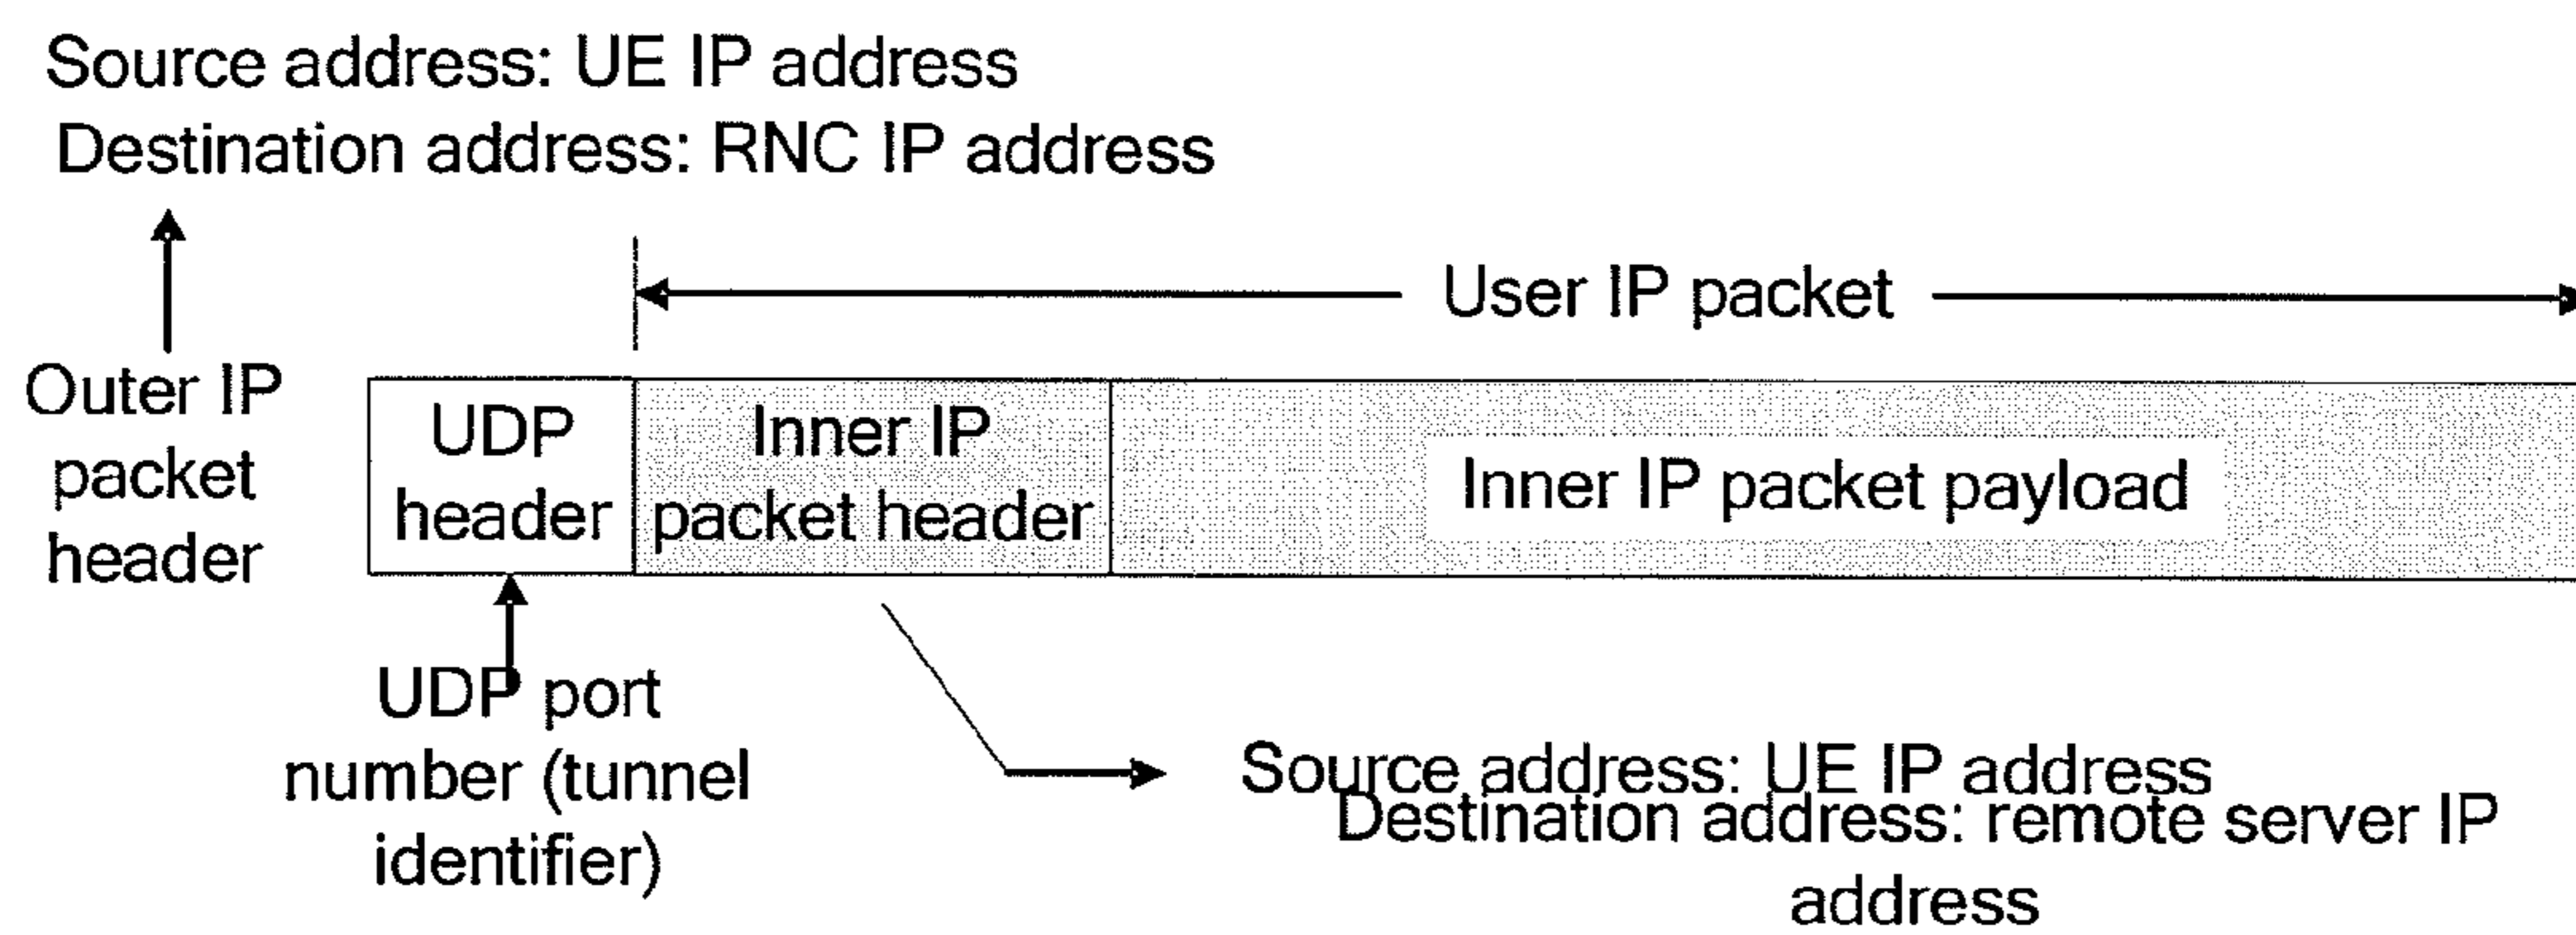 Source address: UE IP address
Destination address: RNC IP address
User IP packet
Outer IP
packet
header
UDP
header
Inner IP
packet header
Inner IP packet payload
UDP port
number (tunnel
identifier)
Source address: UE IP address
Destination address: remote server IP
address